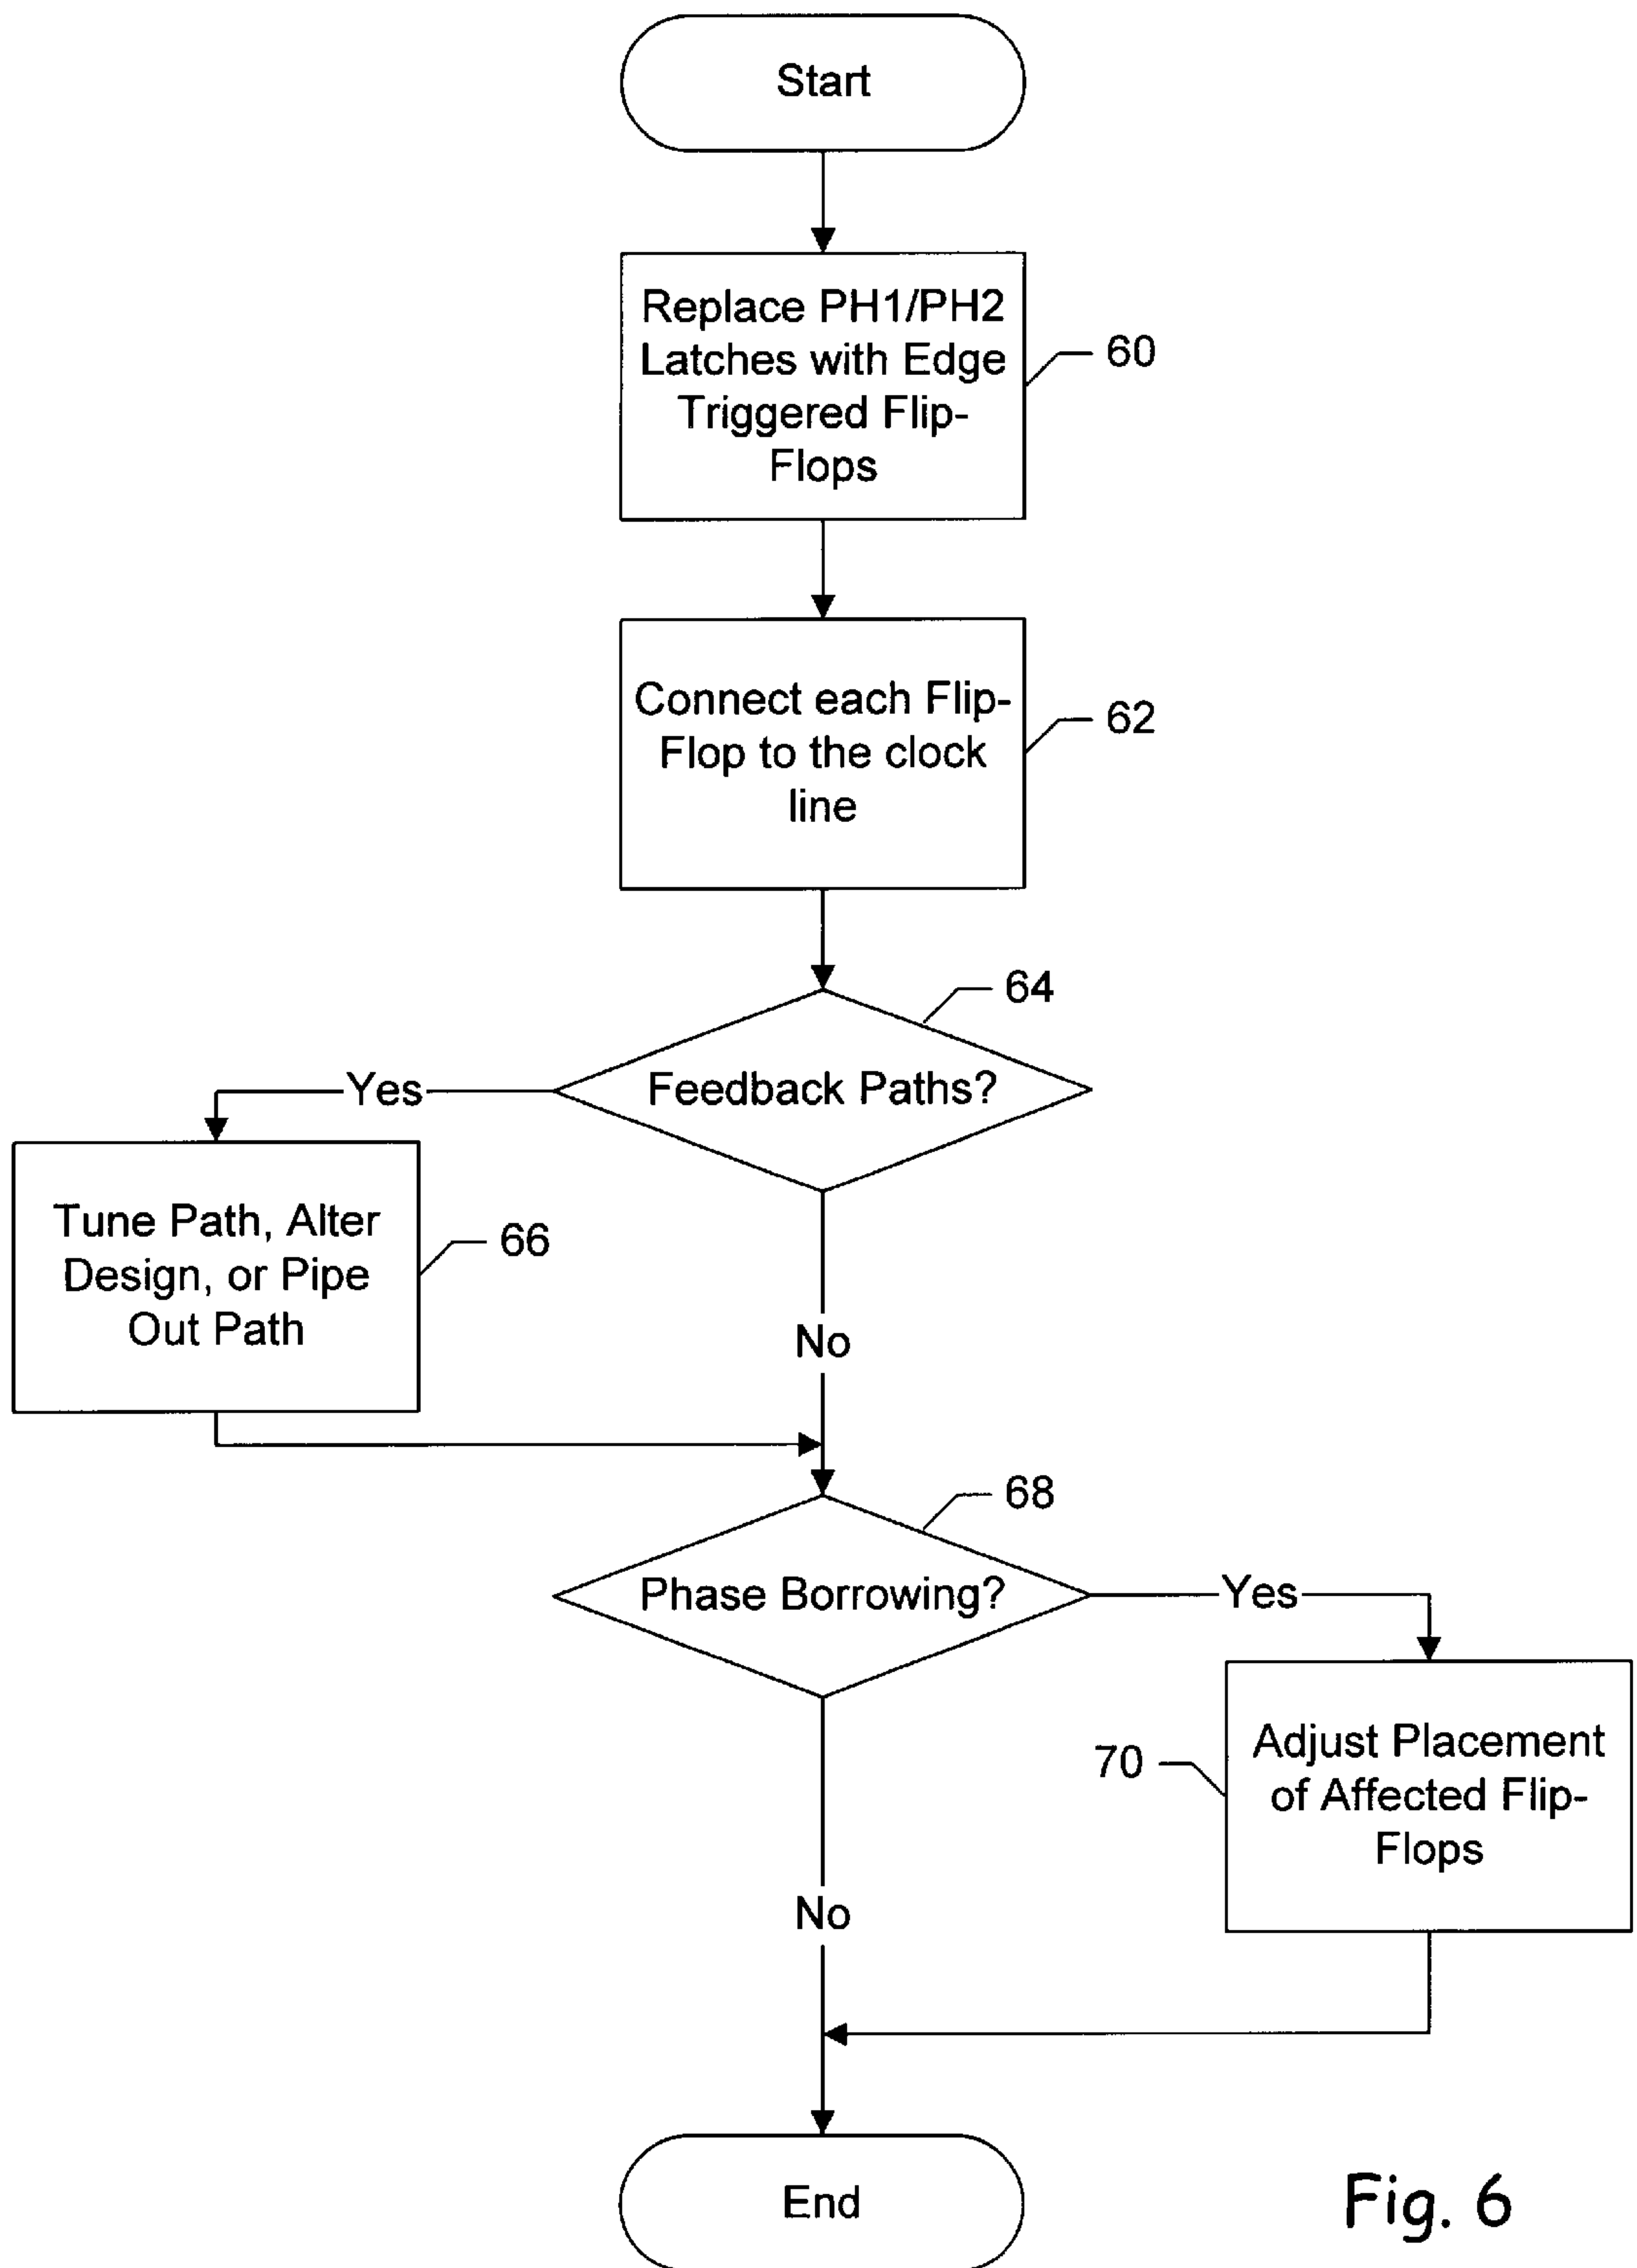 Start
Replace PH1/PH2
Latches with Edge
Triggered Flip-
Flops
60
Connect each Flip-
Flop to the clock
line
62
64
Feedback Paths?
Yes
Tune Path, Alter
Design, or Pipe
Out Path
66
No
68
Phase Borrowing?
Yes
70
Adjust Placement
of Affected Flip-
Flops
No
End
Fig. 6